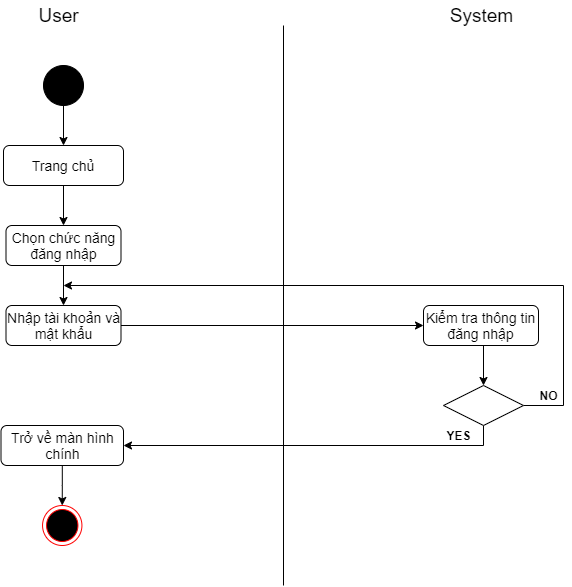 User
System
Trang chủ
Chọn chức năng
đăng nhập
Nhập tài khoản và
mật khẩu
Kiểm tra thông tin
đăng nhập
NO
YES
Trở về màn hình
chính